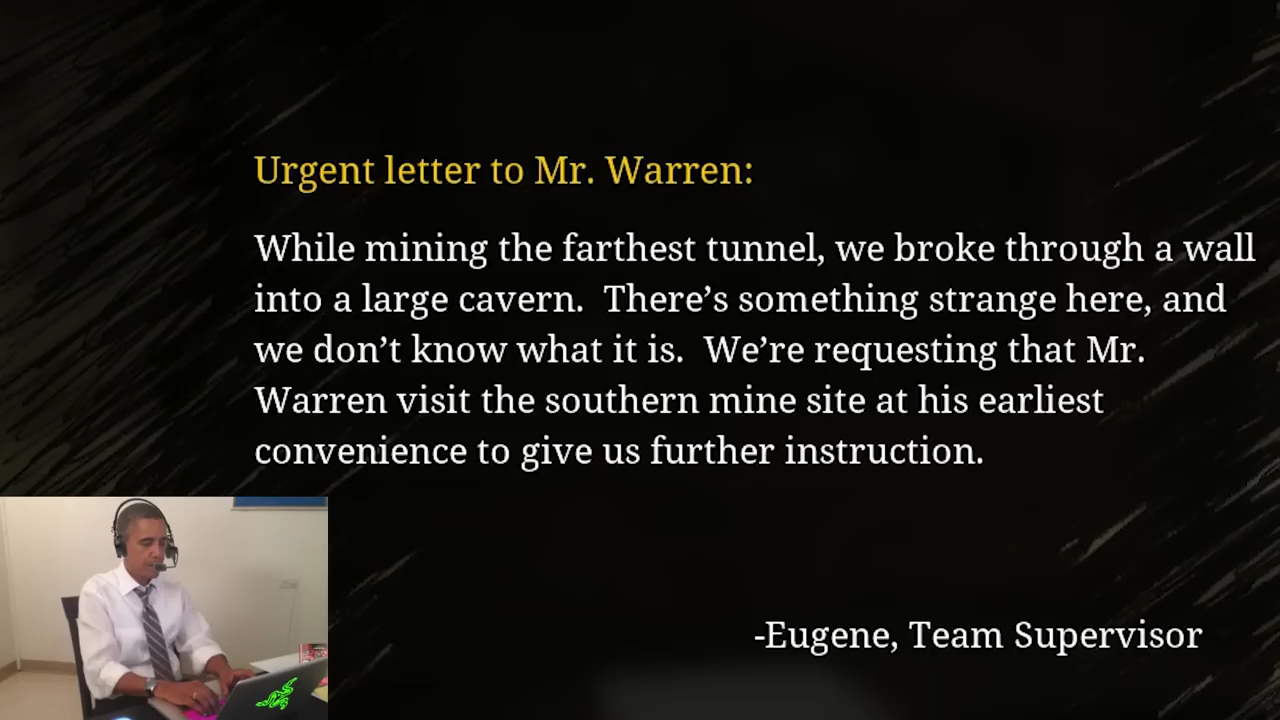 Urgent letter to Mr. Warren:
While mining the farthest tunnel, we broke through a wall
into a large cavern.  There’s something strange here, and
we don’t know what it is.  We’re requesting that Mr.
Warren visit the southern mine site at his earliest
convenience to give us further instruction.
-Eugene, Team Supervisor